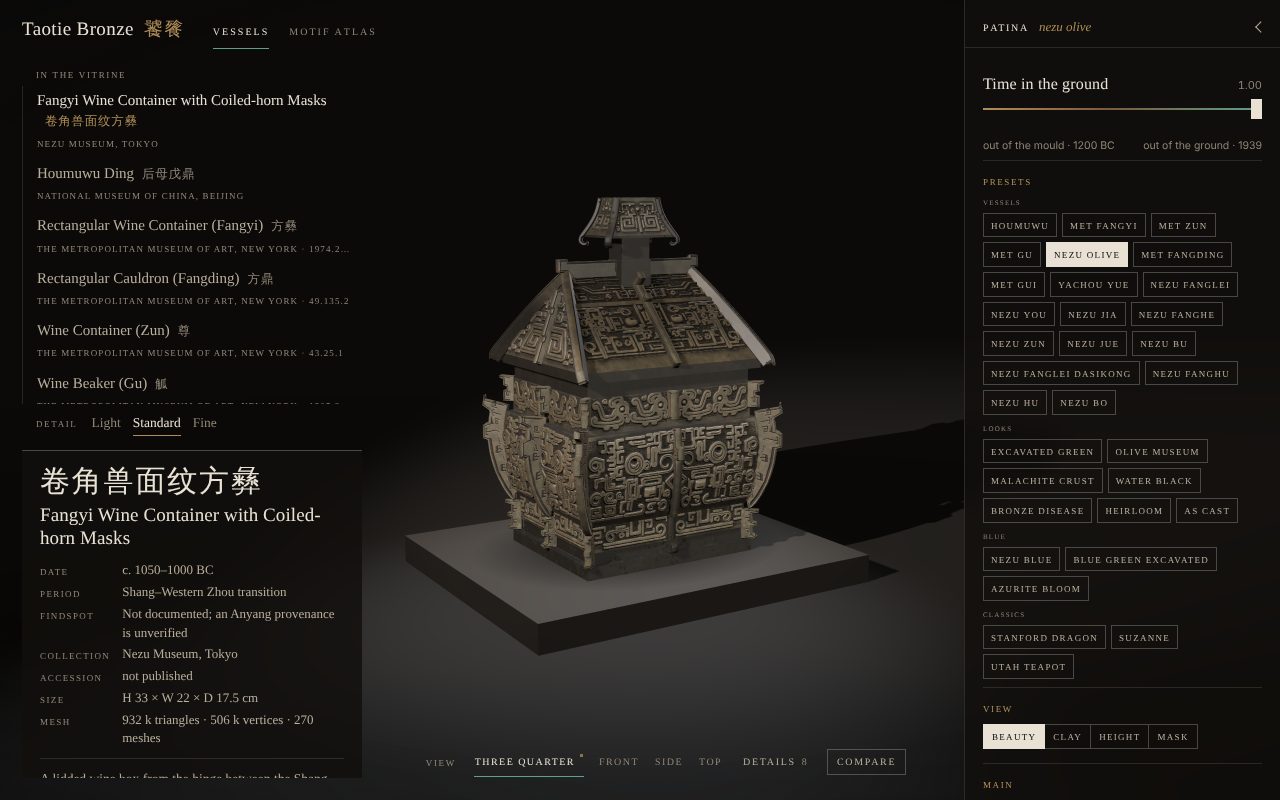 Taotie Bronze 饕餮
VESSELS
MOTIF ATLAS
IN THE VITRINE
Fangyi Wine Container with Coiled-horn Masks
卷角兽面纹方彝
NEZU MUSEUM, TOKYO
Houmuwu Ding 后母戊鼎
NATIONAL MUSEUM OF CHINA, BEIJING
Rectangular Wine Container (Fangyi) 方彝
THE METROPOLITAN MUSEUM OF ART, NEW YORK · 1974.2…
Rectangular Cauldron (Fangding) 方鼎
THE METROPOLITAN MUSEUM OF ART, NEW YORK · 49.135.2
Wine Container (Zun) 尊
THE METROPOLITAN MUSEUM OF ART, NEW YORK · 43.25.1
Wine Beaker (Gu) 觚
DETAIL Light Standard Fine
卷角兽面纹方彝
Fangyi Wine Container with Coiled-
horn Masks
DATE c. 1050–1000 BC
PERIOD Shang–Western Zhou transition
FINDSPOT Not documented; an Anyang provenance
is unverified
COLLECTION Nezu Museum, Tokyo
ACCESSION not published
SIZE H 33 × W 22 × D 17.5 cm
MESH 932 k triangles · 506 k vertices · 270
meshes
A lidded wine box from the hinge between the Shang
VIEW THREE QUARTER FRONT SIDE TOP DETAILS 8 COMPARE
PATINA nezu olive
Time in the ground 1.00
out of the mould · 1200 BC out of the ground · 1939
PRESETS
VESSELS
HOUMUWU MET FANGYI MET ZUN
MET GU NEZU OLIVE MET FANGDING
MET GUI YACHOU YUE NEZU FANGLEI
NEZU YOU NEZU JIA NEZU FANGHE
NEZU ZUN NEZU JUE NEZU BU
NEZU FANGLEI DASIKONG NEZU FANGHU
NEZU HU NEZU BO
LOOKS
EXCAVATED GREEN OLIVE MUSEUM
MALACHITE CRUST WATER BLACK
BRONZE DISEASE HEIRLOOM AS CAST
BLUE
NEZU BLUE BLUE GREEN EXCAVATED
AZURITE BLOOM
CLASSICS
STANFORD DRAGON SUZANNE
UTAH TEAPOT
VIEW
BEAUTY CLAY HEIGHT MASK
MAIN